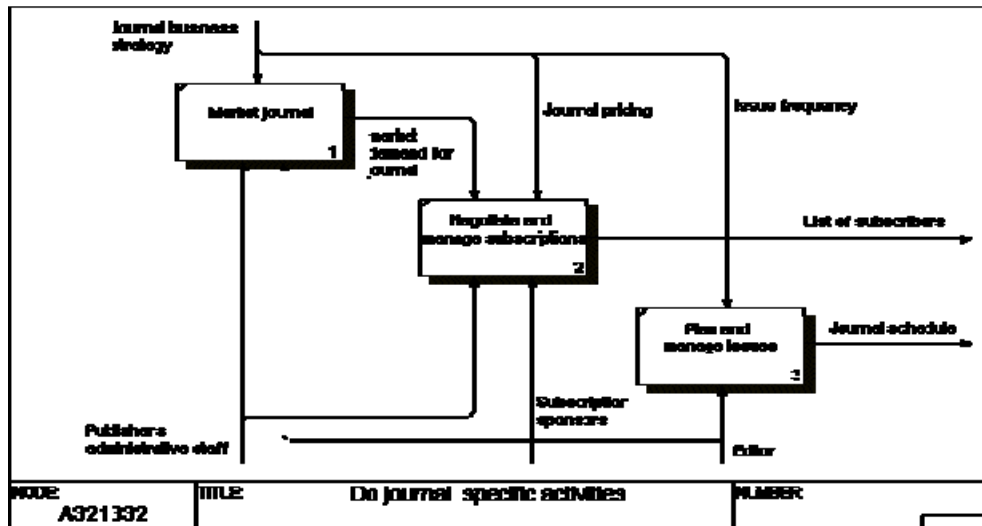 Journal business
strategy
Market journal
1
Journal pricing
Issue frequency
market
demand for
journal
Negotiate and
manage subscriptions
2
List of subscribers
Plan and
manage issues
3
Journal schedule
Subscription
sponsors
Publisher's
administrative staff
Editor
NODE:
A321332
TITLE:
Do journal specific activities
NUMBER: